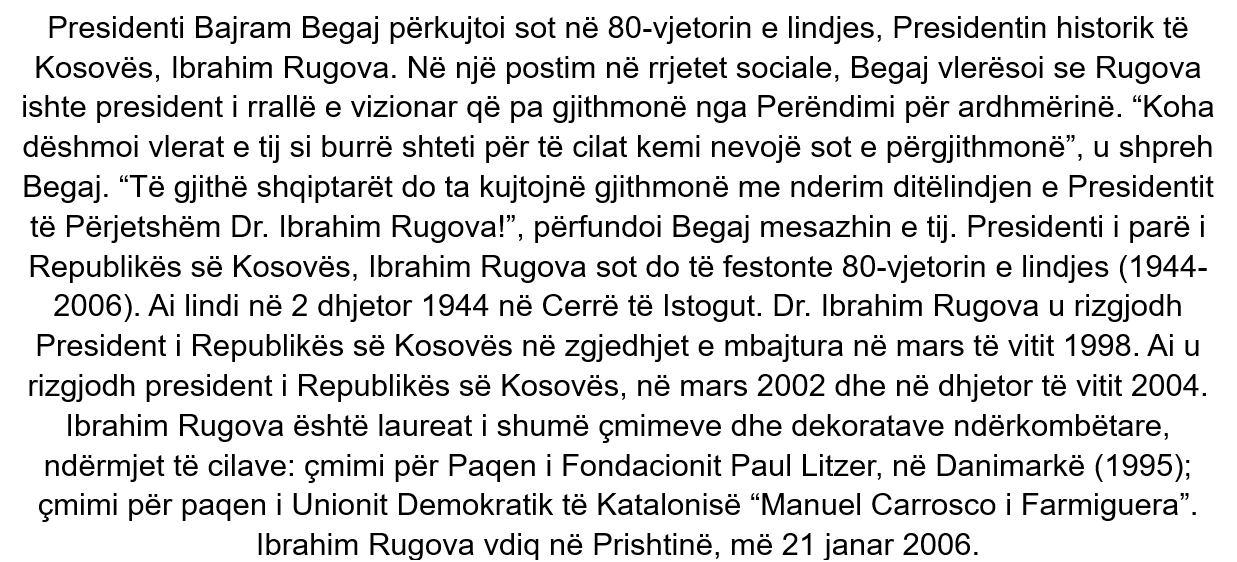 Presidenti Bajram Begaj përkujtoi sot në 80-vjetorin e lindjes, Presidentin historik të
Kosovës, Ibrahim Rugova. Në një postim në rrjetet sociale, Begaj vlerësoi se Rugova
ishte president i rrallë e vizionar që pa gjithmonë nga Perëndimi për ardhmërinë. “Koha
dëshmoi vlerat e tij si burrë shteti për të cilat kemi nevojë sot e përgjithmonë”, u shpreh
Begaj. “Të gjithë shqiptarët do ta kujtojnë gjithmonë me nderim ditëlindjen e Presidentit
të Përjetshëm Dr. Ibrahim Rugova!”, përfundoi Begaj mesazhin e tij. Presidenti i parë i
Republikës së Kosovës, Ibrahim Rugova sot do të festonte 80-vjetorin e lindjes (1944-
2006). Ai lindi në 2 dhjetor 1944 në Cerrë të Istogut. Dr. Ibrahim Rugova u rizgjodh
President i Republikës së Kosovës në zgjedhjet e mbajtura në mars të vitit 1998. Ai u
rizgjodh president i Republikës së Kosovës, në mars 2002 dhe në dhjetor të vitit 2004.
Ibrahim Rugova është laureat i shumë çmimeve dhe dekoratave ndërkombëtare,
ndërmjet të cilave: çmimi për Paqen i Fondacionit Paul Litzer, në Danimarkë (1995);
çmimi për paqen i Unionit Demokratik të Katalonisë “Manuel Carrosco i Farmiguera”.
Ibrahim Rugova vdiq në Prishtinë, më 21 janar 2006.